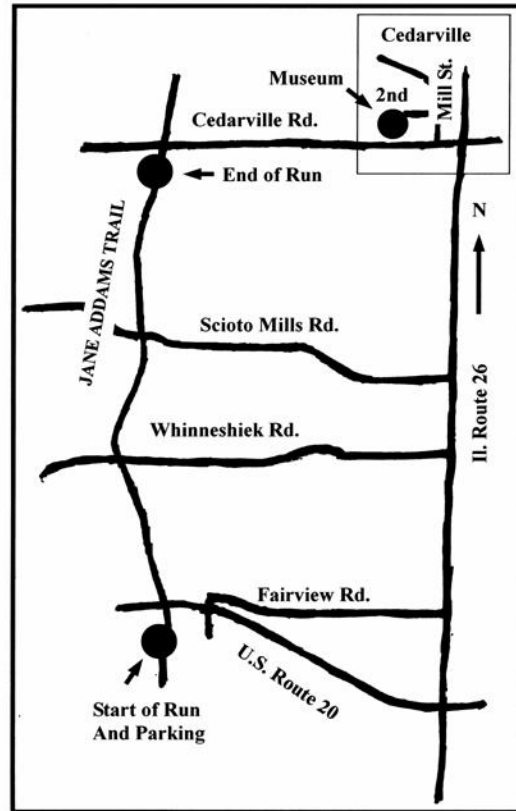 Cedarville
Museum
2nd
Mill St.
Cedarville Rd.
End of Run
N
JANE ADDAMS TRAIL
Scioto Mills Rd.
Il. Route 26
Whinneshiek Rd.
Fairview Rd.
U.S. Route 20
Start of Run
And Parking